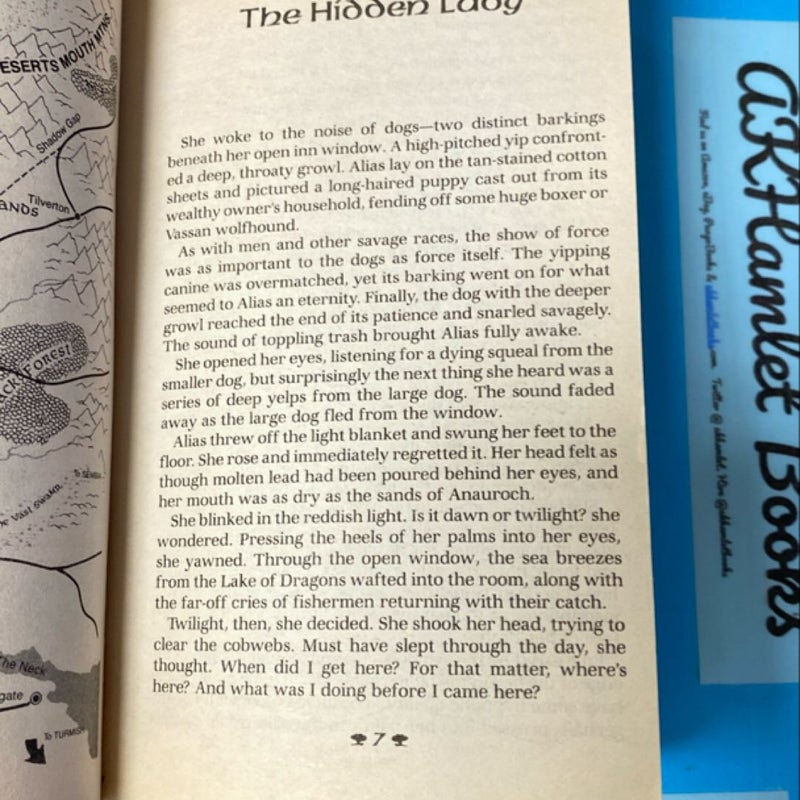 ESERTS MOUTH MTNS.
Shadow Gap
Tilverton
ANDS
FOREST
Vast Swamp
The Neck
gate
To TURMISH
The Hidden Lady
She woke to the noise of dogs—two distinct barkings
beneath her open inn window. A high-pitched yip confront-
ed a deep, throaty growl. Alias lay on the tan-stained cotton
sheets and pictured a long-haired puppy cast out from its
wealthy owner's household, fending off some huge boxer or
Vassan wolfhound.
As with men and other savage races, the show of force
was as important to the dogs as force itself. The yipping
canine was overmatched, yet its barking went on for what
seemed to Alias an eternity. Finally, the dog with the deeper
growl reached the end of its patience and snarled savagely.
The sound of toppling trash brought Alias fully awake.
She opened her eyes, listening for a dying squeal from the
smaller dog, but surprisingly the next thing she heard was a
series of deep yelps from the large dog. The sound faded
away as the large dog fled from the window.
Alias threw off the light blanket and swung her feet to the
floor. She rose and immediately regretted it. Her head felt as
though molten lead had been poured behind her eyes, and
her mouth was as dry as the sands of Anauroch.
She blinked in the reddish light. Is it dawn or twilight? she
wondered. Pressing the heels of her palms into her eyes,
she yawned. Through the open window, the sea breezes
from the Lake of Dragons wafted into the room, along with
the far-off cries of fishermen returning with their catch.
Twilight, then, she decided. She shook her head, trying to
clear the cobwebs. Must have slept through the day, she
thought. When did I get here? For that matter, where's
here? And what was I doing before I came here?
7
aKHamlet Books